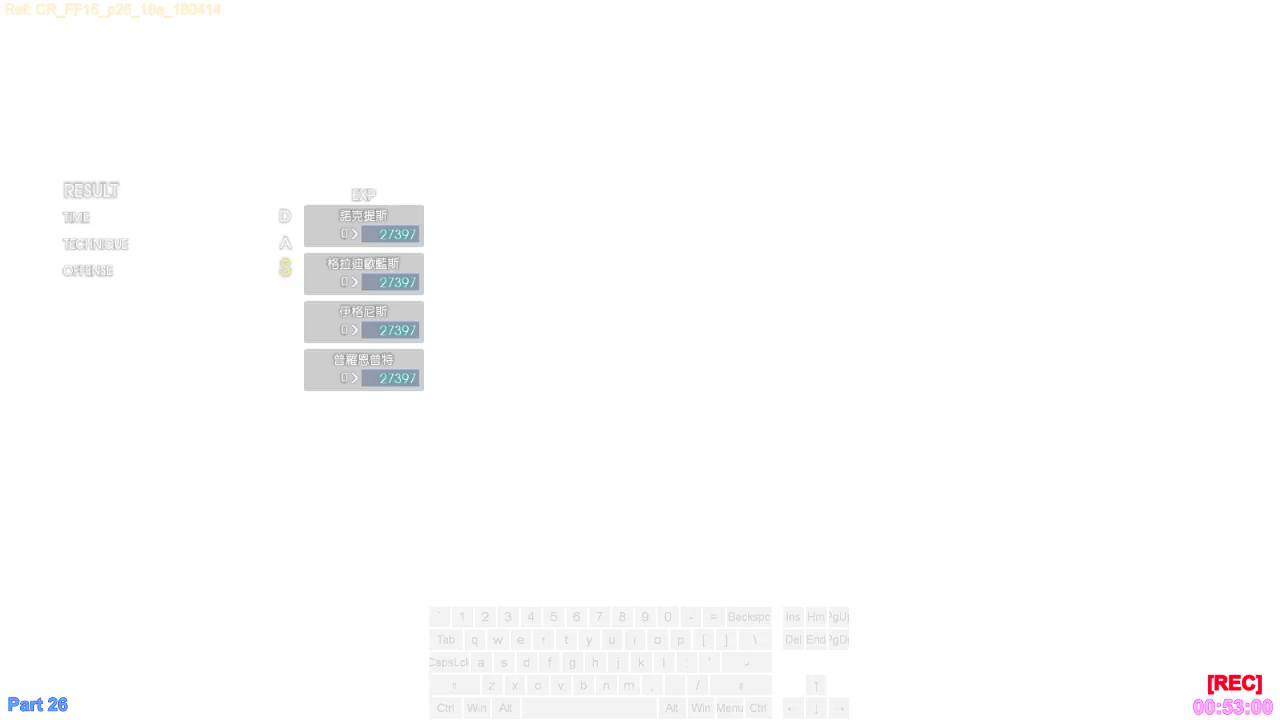 Ref: CR_FF15_p26_16a_180414
RESULT
EXP
TIME D
諾克提斯
0 > 27397
TECHNIQUE A
格拉迪歐藍斯
0 > 27397
OFFENSE S
伊格尼斯
0 > 27397
普羅恩普特
0 > 27397
` 1 2 3 4 5 6 7 8 9 0 - = Backspc Ins Hm PgUp
Tab q w e r t y u i o p [ ] \ Del End PgDn
CapsLck a s d f g h j k l ; '
z x c v b n m , /
Ctrl Win Alt Alt Win Menu Ctrl ← ↓ →
↑
[REC]
Part 26
00:53:00